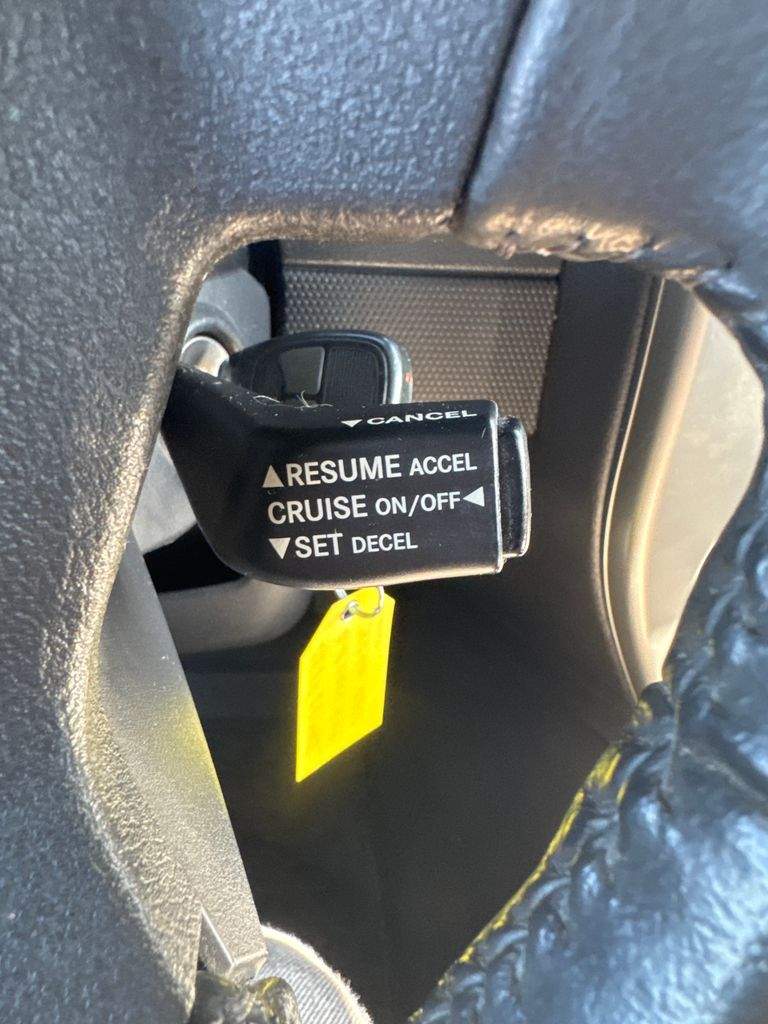 ▼CANCEL
▲RESUME ACCEL
CRUISE ON/OFF◀
▼SET DECEL